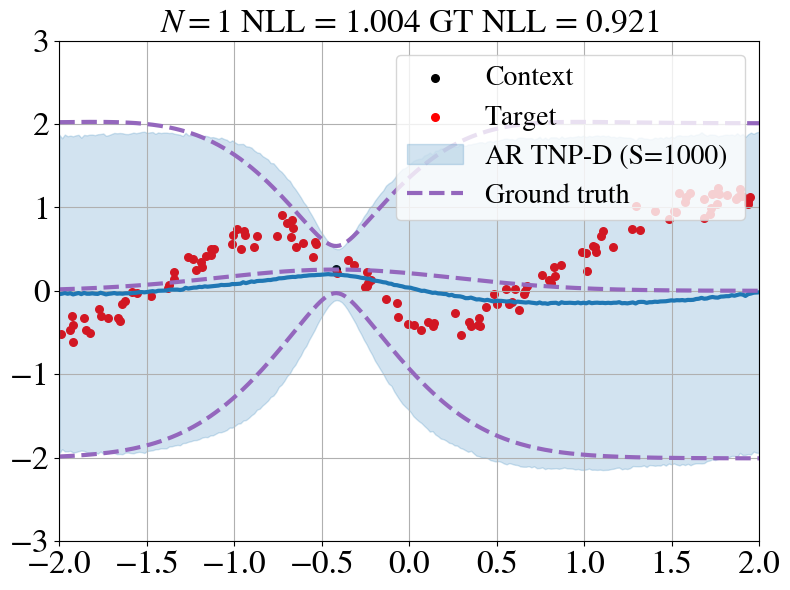 N = 1 NLL = 1.004 GT NLL = 0.921
3
2
1
0
−1
−2
−3
Context
Target
AR TNP-D (S=1000)
Ground truth
−2.0 −1.5 −1.0 −0.5 0.0 0.5 1.0 1.5 2.0